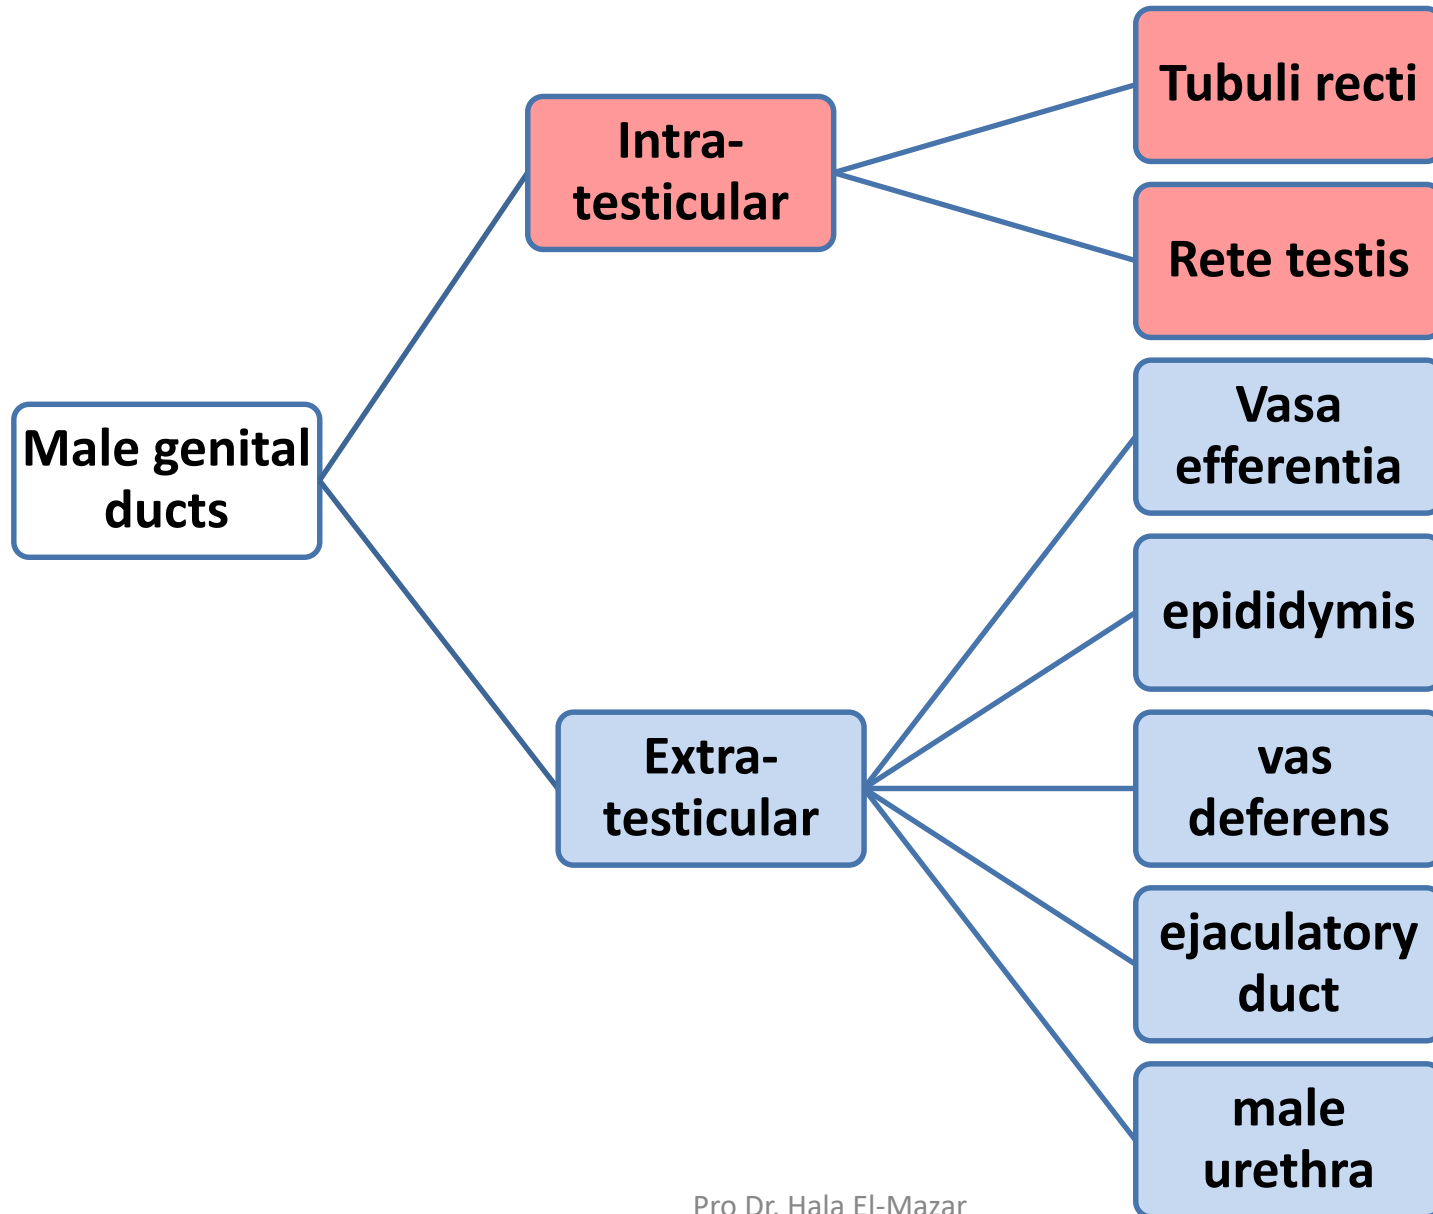 Tubuli recti
Intra-
testicular
Rete testis
Vasa
efferentia
Male genital
ducts
epididymis
Extra-
testicular
vas
deferens
ejaculatory
duct
male
urethra
Pro Dr. Hala El-Mazar